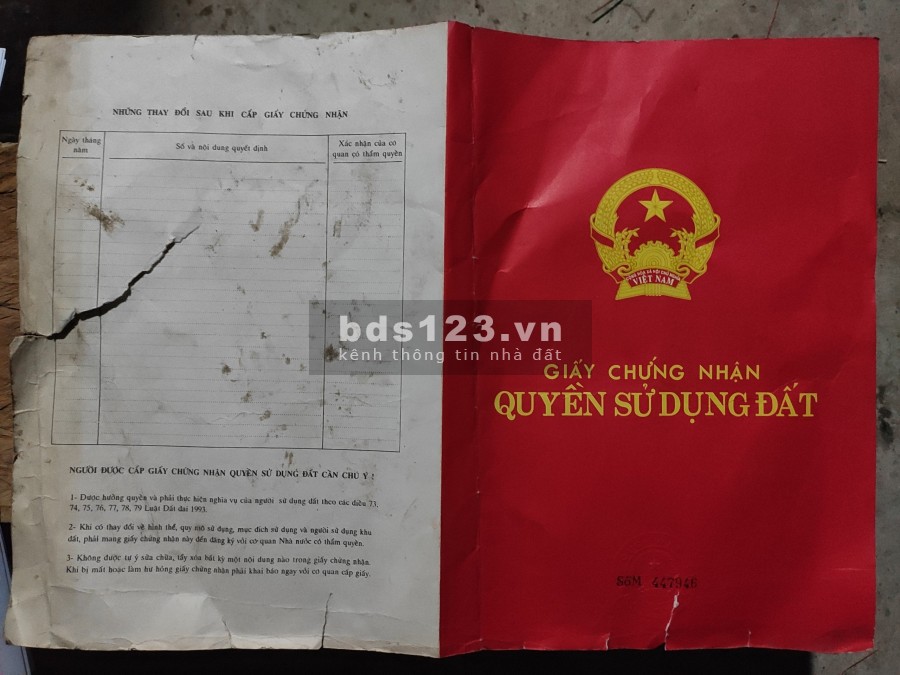 NHỮNG THAY ĐỔI SAU KHI CẤP GIẤY CHỨNG NHẬN
Ngày tháng
năm
Số và nội dung quyết định
Xác nhận của cơ
quan có thẩm quyền
NGƯỜI ĐƯỢC CẤP GIẤY CHỨNG NHẬN QUYỀN SỬ DỤNG ĐẤT CẦN CHÚ Ý :
1- Được hưởng quyền và phải thực hiện nghĩa vụ của người sử dụng đất theo các điều 73,
74, 75, 76, 77, 78, 79 Luật Đất đai 1993.
2- Khi có thay đổi về hình thể, quy mô sử dụng, mục đích sử dụng và người sử dụng khu
đất, phải mang giấy chứng nhận này đến đăng ký với cơ quan Nhà nước có thẩm quyền.
3- Không được tự ý sửa chữa, tẩy xóa bất kỳ một nội dung nào trong giấy chứng nhận.
Khi bị mất hoặc làm hư hỏng giấy chứng nhận phải khai báo ngay với cơ quan cấp giấy.
bds123.vn
kênh thông tin nhà đất
VIỆT NAM
GIẤY CHỨNG NHẬN
QUYỀN SỬ DỤNG ĐẤT
SốM 447946